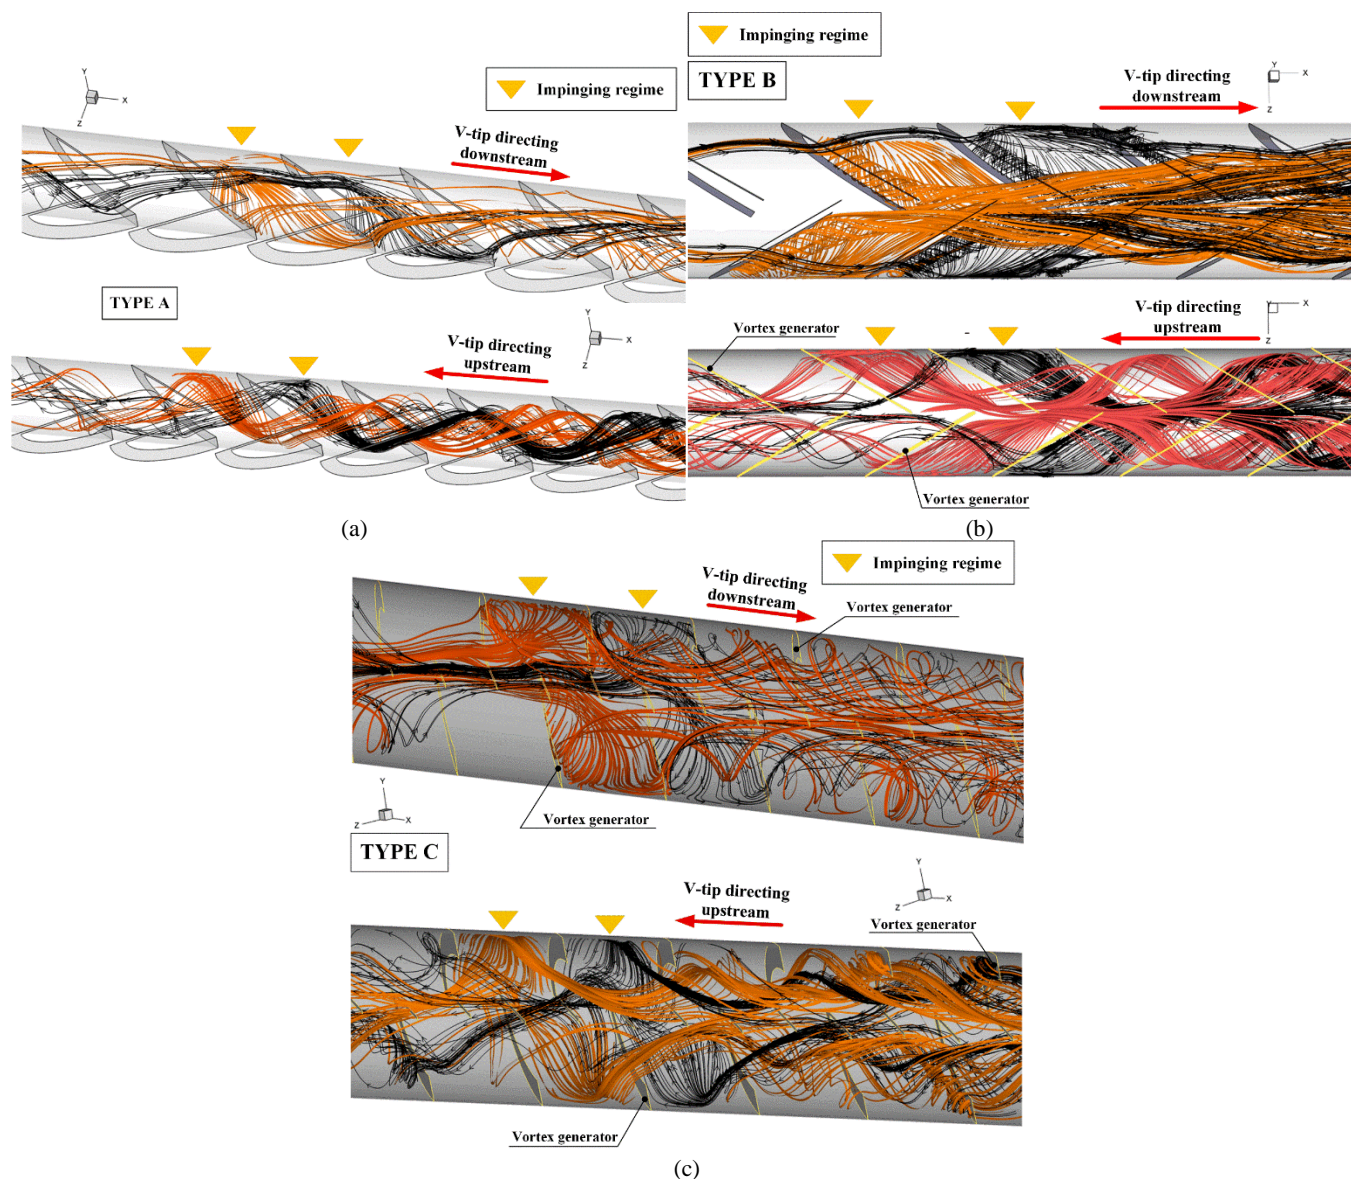 Impinging regime
TYPE B
V-tip directing
downstream
Y
X
Z
Y
X
Z
Impinging regime
V-tip directing
downstream
TYPE A
Y
X
Z
V-tip directing
upstream
Vortex generator
V-tip directing
upstream
Y
X
Z
Vortex generator
(a)
(b)
Impinging regime
V-tip directing
downstream
Vortex generator
Vortex generator
Y
Z
X
TYPE C
V-tip directing
upstream
Y
Z
X
Vortex generator
Vortex generator
(c)